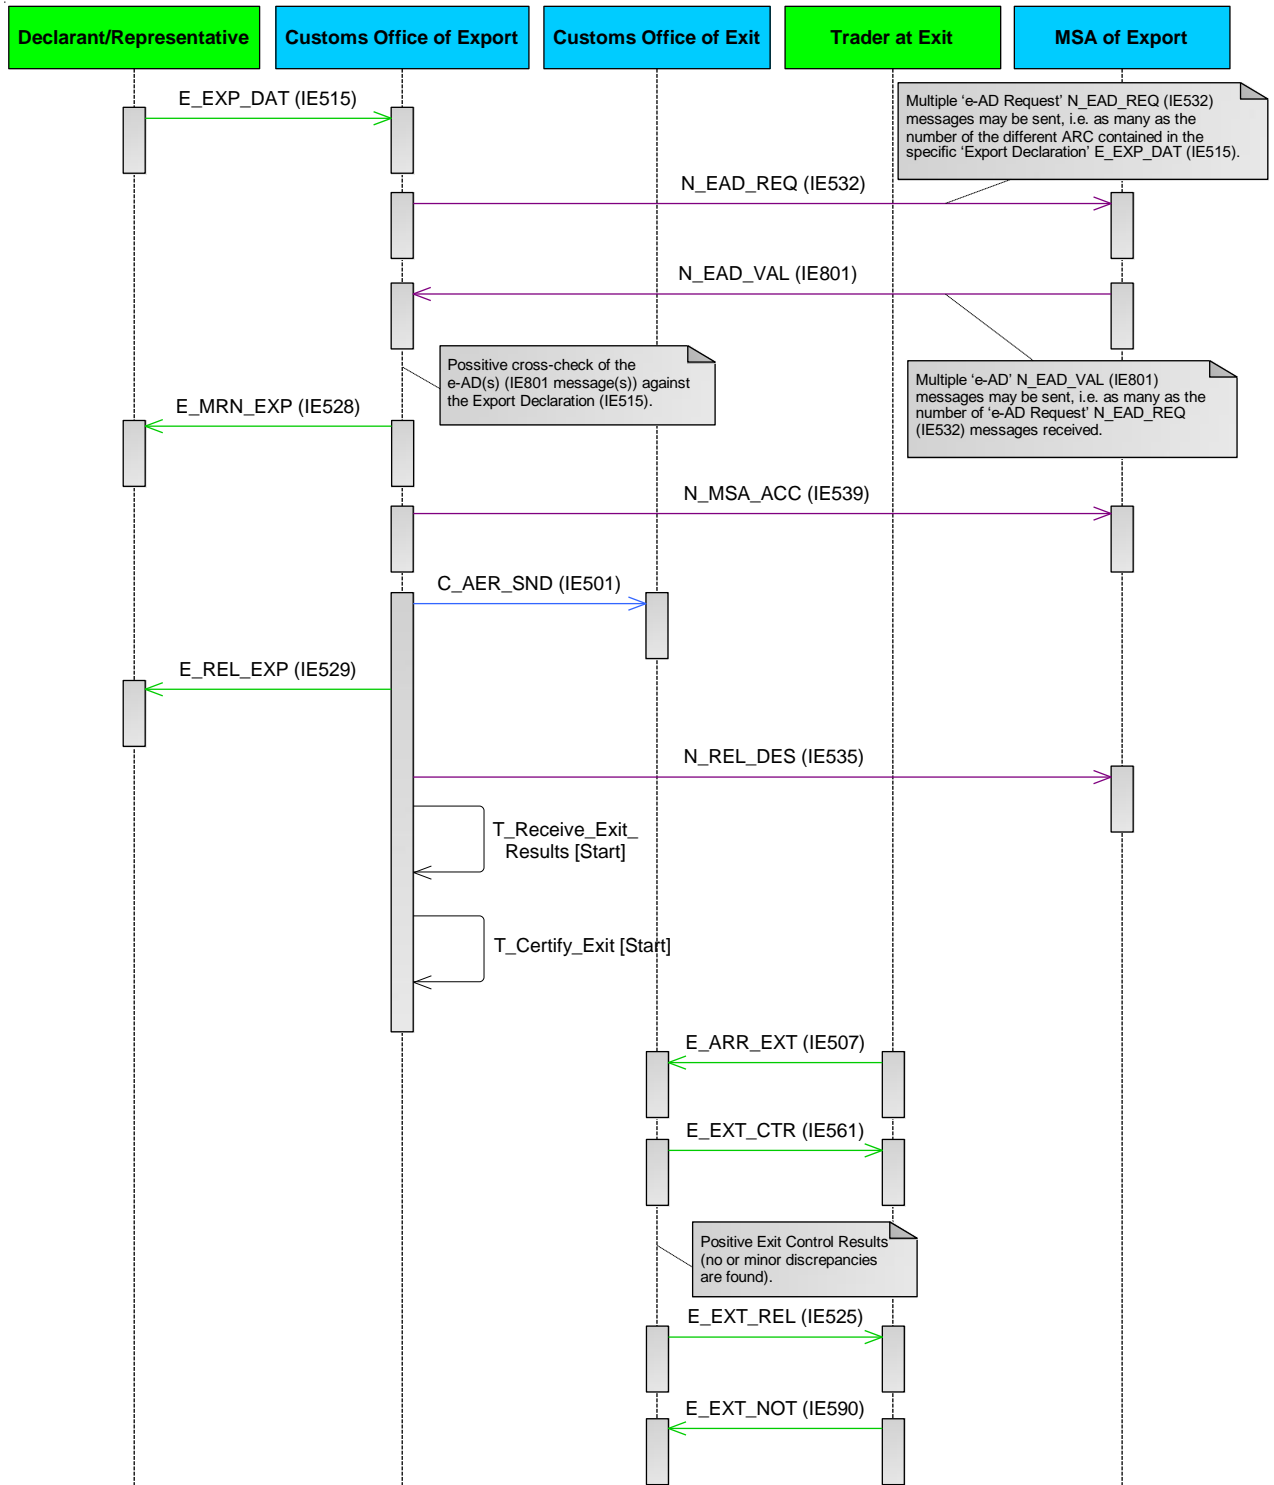 Declarant/Representative
Customs Office of Export
Customs Office of Exit
Trader at Exit
MSA of Export
E_EXP_DAT (IE515)
Multiple ‘e-AD Request’ N_EAD_REQ (IE532)
messages may be sent, i.e. as many as the
number of the different ARC contained in the
specific ‘Export Declaration’ E_EXP_DAT (IE515).
N_EAD_REQ (IE532)
N_EAD_VAL (IE801)
Possitive cross-check of the
e-AD(s) (IE801 message(s)) against
the Export Declaration (IE515).
Multiple ‘e-AD’ N_EAD_VAL (IE801)
messages may be sent, i.e. as many as the
number of ‘e-AD Request’ N_EAD_REQ
(IE532) messages received.
E_MRN_EXP (IE528)
N_MSA_ACC (IE539)
C_AER_SND (IE501)
E_REL_EXP (IE529)
N_REL_DES (IE535)
T_Receive_Exit_
Results [Start]
T_Certify_Exit [Start]
E_ARR_EXT (IE507)
E_EXT_CTR (IE561)
Positive Exit Control Results
(no or minor discrepancies
are found).
E_EXT_REL (IE525)
E_EXT_NOT (IE590)